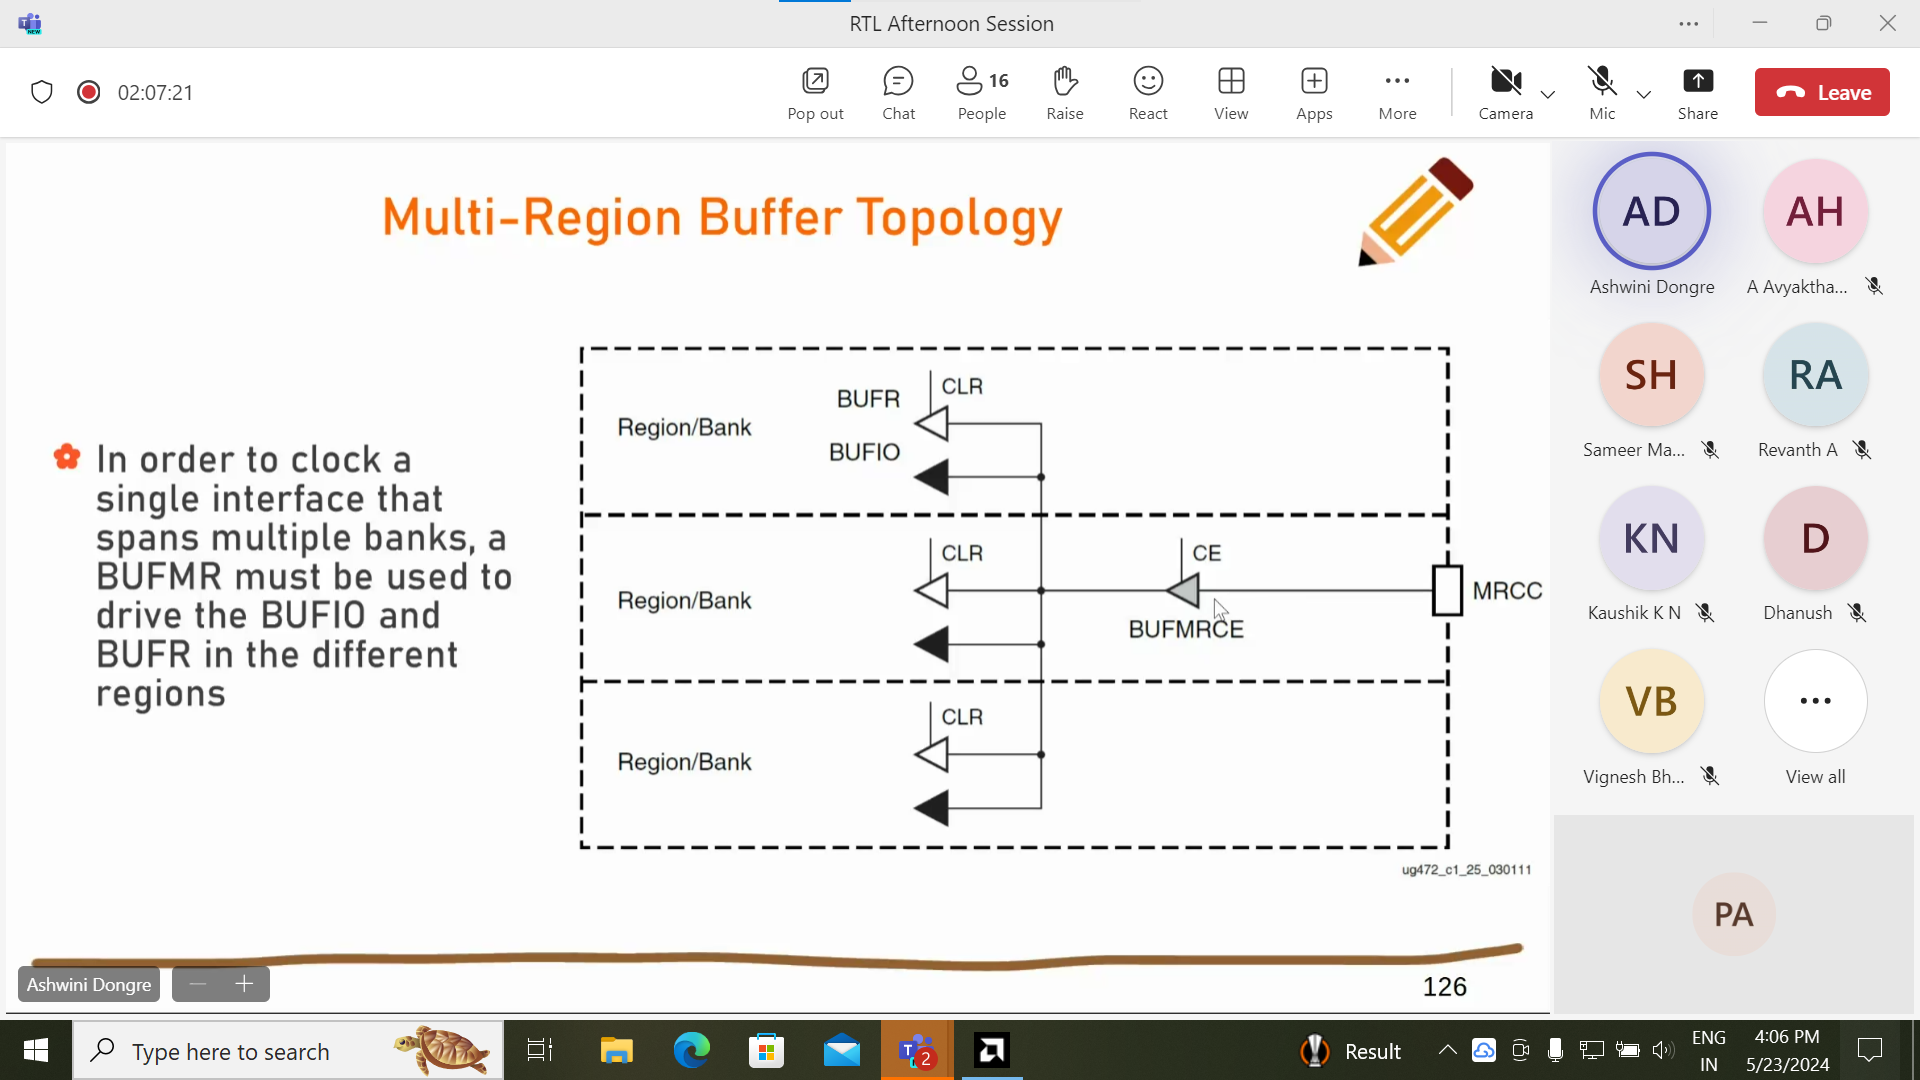 RTL Afternoon Session
NEW
02:07:21
Pop out
Chat
16
People
Raise
React
View
Apps
More
Camera
Mic
Share
Leave
Multi-Region Buffer Topology
In order to clock a
single interface that
spans multiple banks, a
BUFMR must be used to
drive the BUFIO and
BUFR in the different
regions
Region/Bank
BUFR
CLR
BUFIO
Region/Bank
CLR
CE
BUFMRCE
MRCC
Region/Bank
CLR
ug472_c1_25_030111
126
Ashwini Dongre
AD
Ashwini Dongre
AH
A Avyaktha...
SH
Sameer Ma...
RA
Revanth A
KN
Kaushik K N
D
Dhanush
VB
Vignesh Bh...
View all
PA
Type here to search
T
2
Result
ENG
IN
4:06 PM
5/23/2024